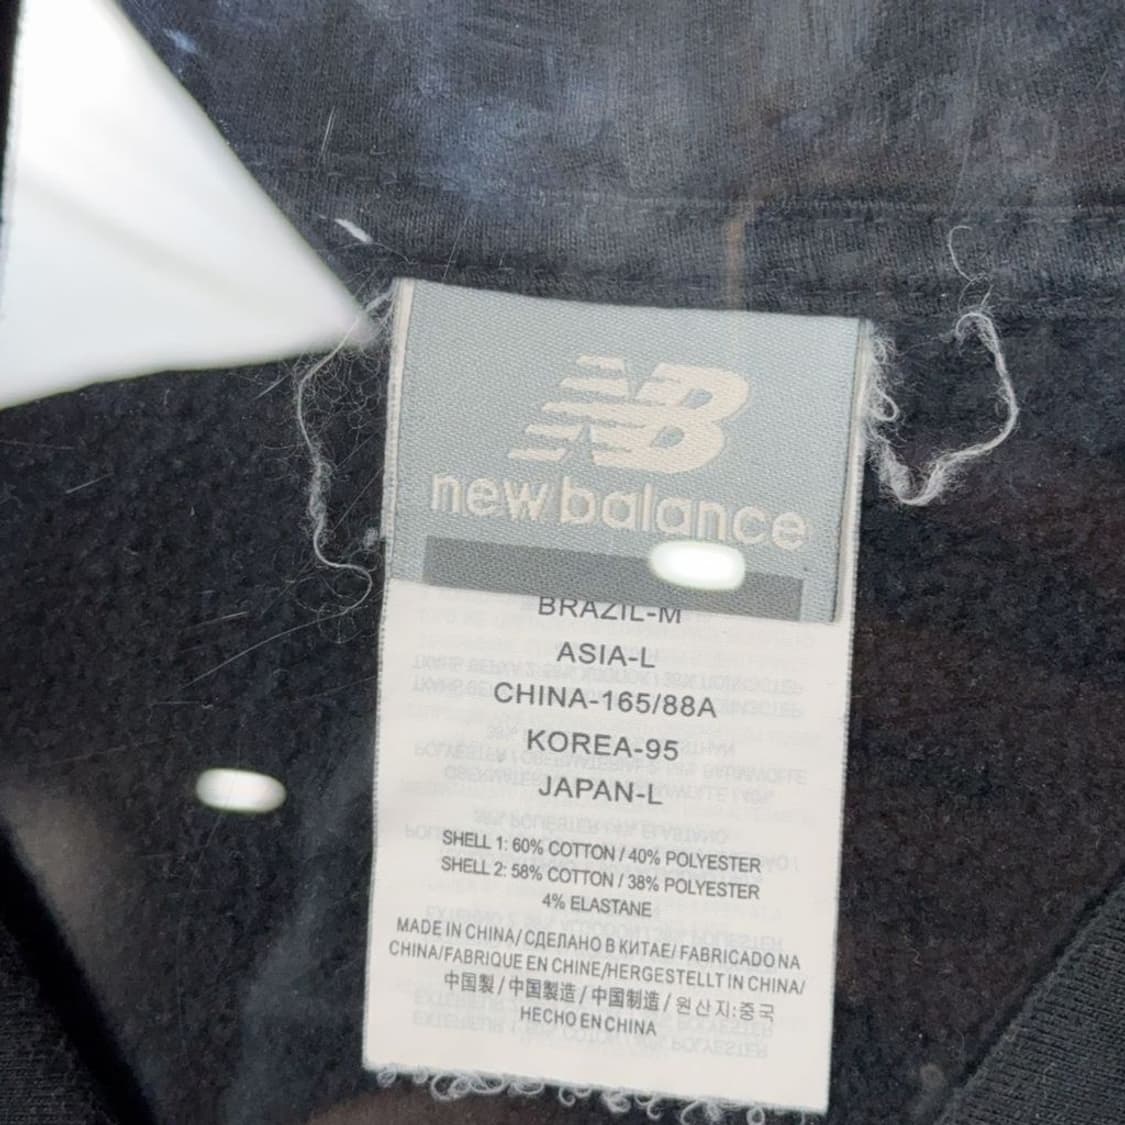 NB
new balance
BRAZIL-M
ASIA-L
CHINA-165/88A
KOREA-95
JAPAN-L
SHELL 1: 60% COTTON / 40% POLYESTER
SHELL 2: 58% COTTON / 38% POLYESTER
4% ELASTANE
MADE IN CHINA/ СДЕЛАНО В КИТАЕ/ FABRICADO NA
CHINA/FABRIQUE EN CHINE/HERGESTELLT IN CHINA/
中国製 / 中國製造 / 中国制造 / 원산지:중국
HECHO EN CHINA